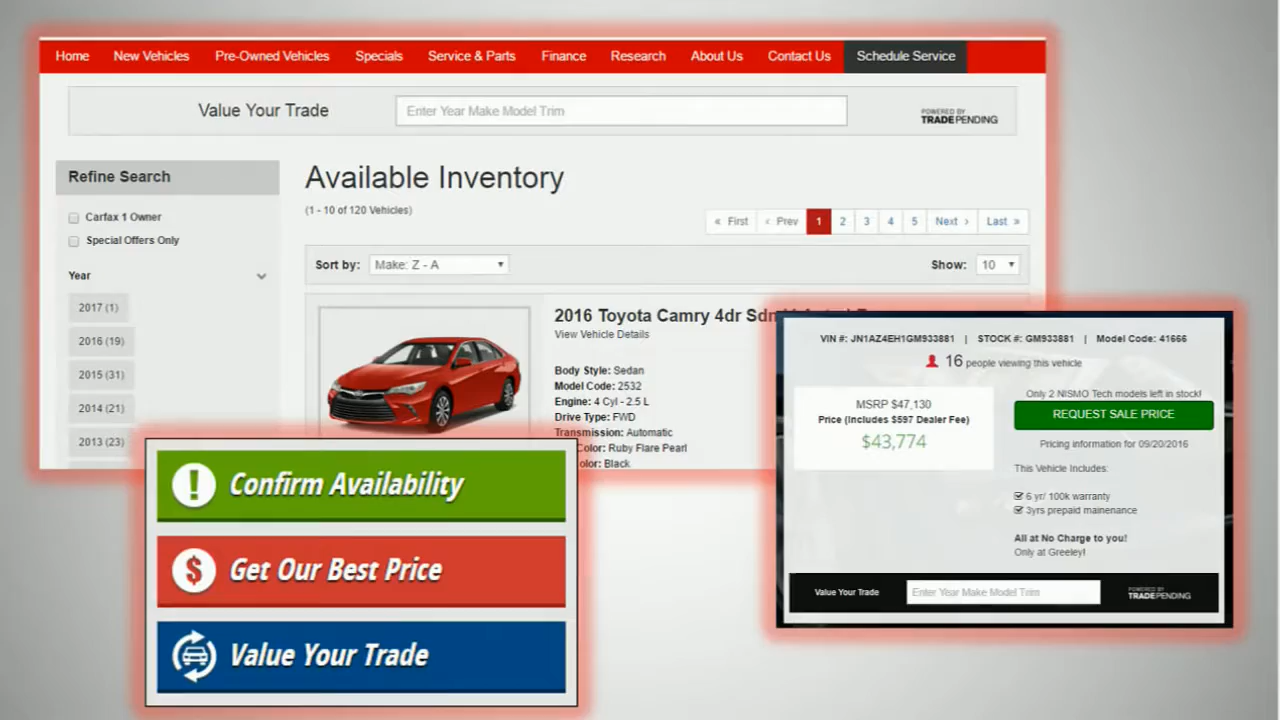 Home New Vehicles Pre-Owned Vehicles Specials Service & Parts Finance Research About Us Contact Us Schedule Service
Value Your Trade Enter Year Make Model Trim POWERED BY
TRADEPENDING
Refine Search
Carfax 1 Owner
Special Offers Only
Year
2017 (1)
2016 (19)
2015 (31)
2014 (21)
2013 (23)
Available Inventory
(1 - 10 of 120 Vehicles)
« First ‹ Prev 1 2 3 4 5 Next › Last »
Sort by: Make: Z - A Show: 10
2016 Toyota Camry 4dr Sdn
View Vehicle Details
Body Style: Sedan
Model Code: 2532
Engine: 4 Cyl - 2.5 L
Drive Type: FWD
Transmission: Automatic
Color: Ruby Flare Pearl
olor: Black
Confirm Availability
$ Get Our Best Price
Value Your Trade
VIN #: JN1AZ4EH1GM933881 | STOCK #: GM933881 | Model Code: 41666
16 people viewing this vehicle
MSRP $47,130
Price (Includes $597 Dealer Fee)
$43,774
Only 2 NISMO Tech models left in stock!
REQUEST SALE PRICE
Pricing information for 09/20/2016
This Vehicle Includes:
6 yr/ 100k warranty
3yrs prepaid mainenance
All at No Charge to you!
Only at Greeley!
Value Your Trade Enter Year Make Model Trim POWERED BY
TRADEPENDING